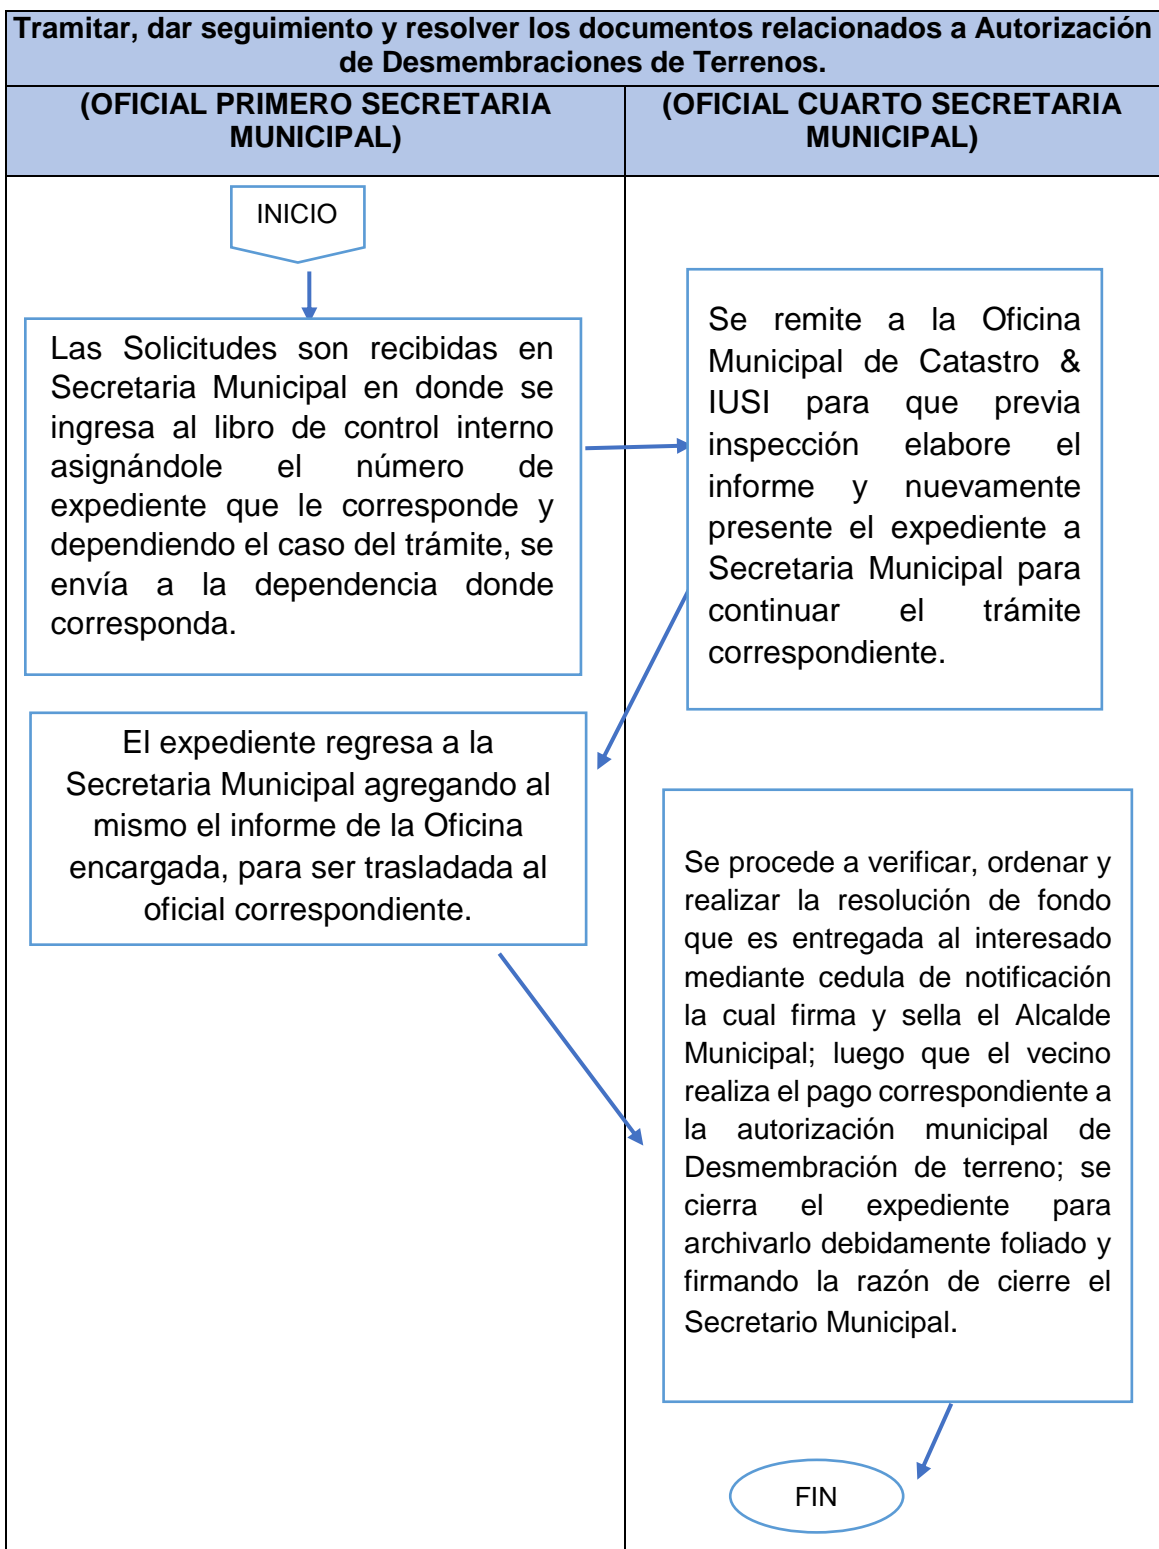 Tramitar, dar seguimiento y resolver los documentos relacionados a Autorización
de Desmembraciones de Terrenos.
(OFICIAL PRIMERO SECRETARIA
MUNICIPAL)
(OFICIAL CUARTO SECRETARIA
MUNICIPAL)
INICIO
Las Solicitudes son recibidas en
Secretaria Municipal en donde se
ingresa al libro de control interno
asignándole el número de
expediente que le corresponde y
dependiendo el caso del trámite, se
envía a la dependencia donde
corresponda.
Se remite a la Oficina
Municipal de Catastro &
IUSI para que previa
inspección elabore el
informe y nuevamente
presente el expediente a
Secretaria Municipal para
continuar el trámite
correspondiente.
El expediente regresa a la
Secretaria Municipal agregando al
mismo el informe de la Oficina
encargada, para ser trasladada al
oficial correspondiente.
Se procede a verificar, ordenar y
realizar la resolución de fondo
que es entregada al interesado
mediante cedula de notificación
la cual firma y sella el Alcalde
Municipal; luego que el vecino
realiza el pago correspondiente a
la autorización municipal de
Desmembración de terreno; se
cierra el expediente para
archivarlo debidamente foliado y
firmando la razón de cierre el
Secretario Municipal.
FIN